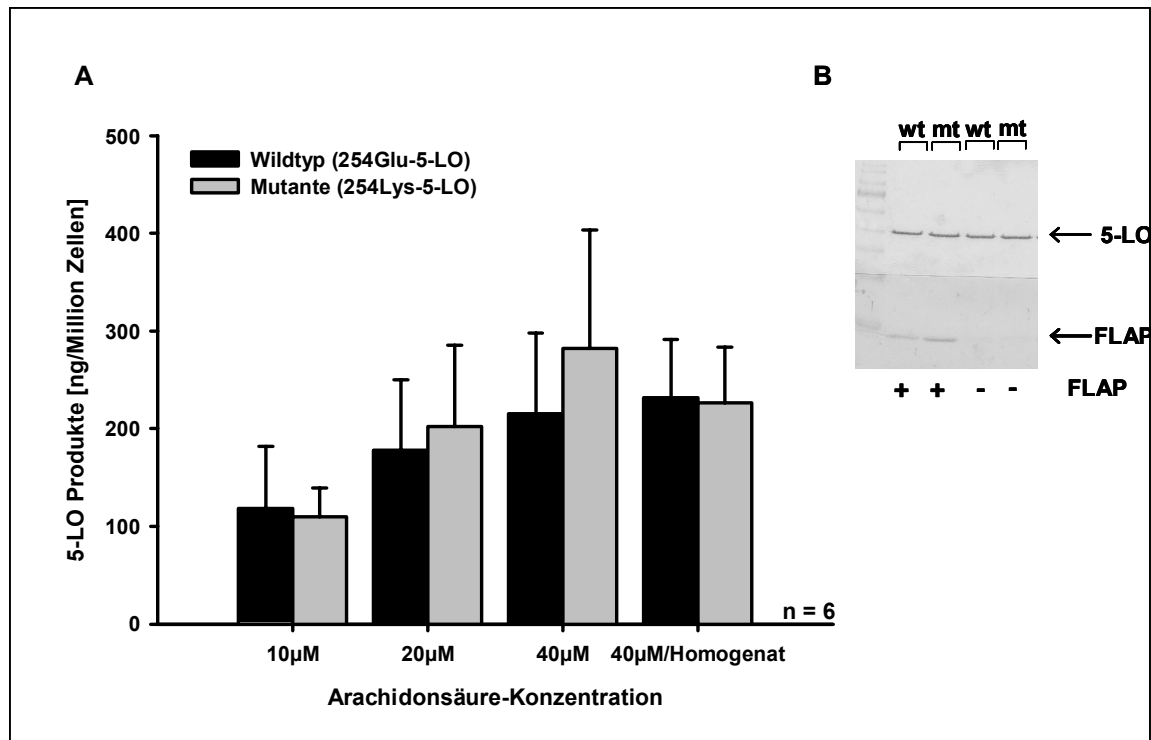 A
B
500
400
300
200
100
0
5-LO Produkte [ng/Million Zellen]
Wildtyp (254Glu-5-LO)
Mutante (254Lys-5-LO)
n = 6
10µM 20µM 40µM 40µM/Homogenat
Arachidonsäure-Konzentration
wt mt wt mt
5-LO
FLAP
+ + - - FLAP